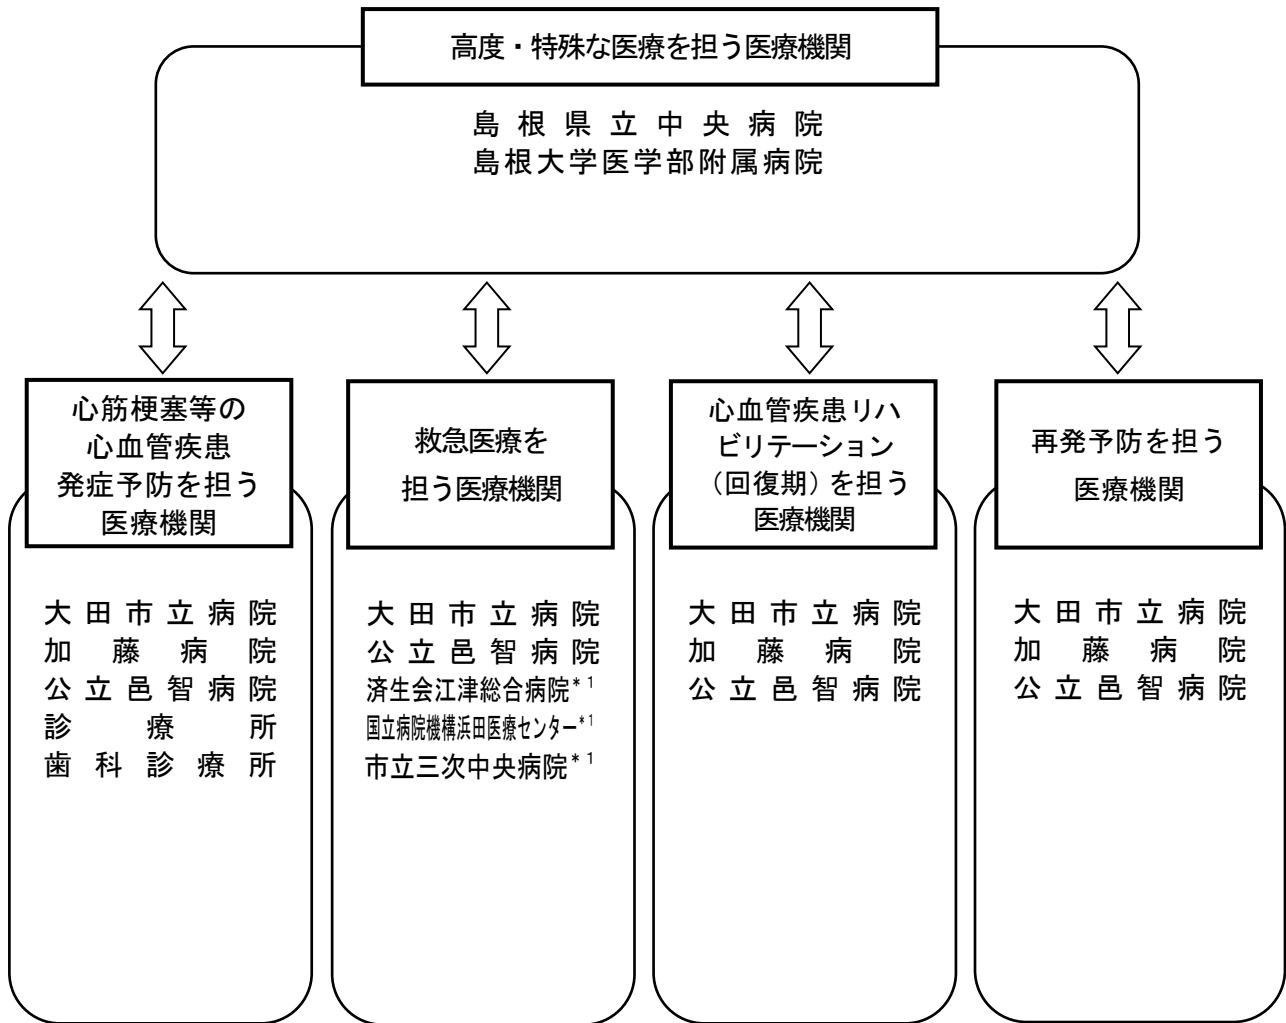 高度・特殊な医療を担う医療機関
島根県立中央病院
島根大学医学部附属病院
心筋梗塞等の
心血管疾患
発症予防を担う
医療機関
大田市立病院
加藤病院
公立邑智病院
診療所
歯科診療所
救急医療を
担う医療機関
大田市立病院
公立邑智病院
済生会江津総合病院*1
国立病院機構浜田医療センター*1
市立三次中央病院*1
心血管疾患リハ
ビリテーション
(回復期)を担う
医療機関
大田市立病院
加藤病院
公立邑智病院
再発予防を担う
医療機関
大田市立病院
加藤病院
公立邑智病院